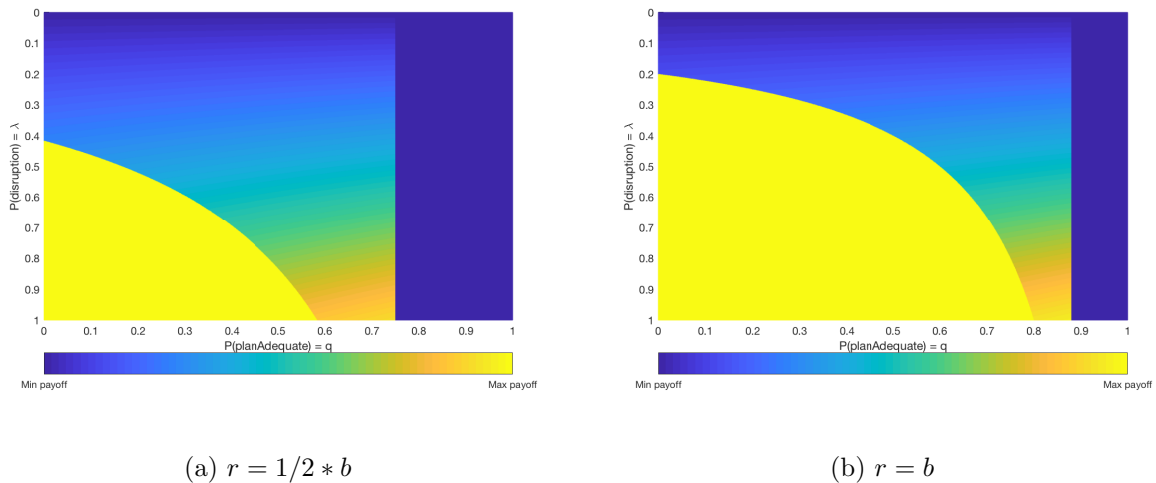 0
0.1
0.2
0.3
0.4
0.5
0.6
0.7
0.8
0.9
1
P(disruption) = λ
0 0.1 0.2 0.3 0.4 0.5 0.6 0.7 0.8 0.9 1
P(planAdequate) = q
Min payoff Max payoff
(a) r = 1/2 ∗ b
0
0.1
0.2
0.3
0.4
0.5
0.6
0.7
0.8
0.9
1
P(disruption) = λ
0 0.1 0.2 0.3 0.4 0.5 0.6 0.7 0.8 0.9 1
P(planAdequate) = q
Min payoff Max payoff
(b) r = b